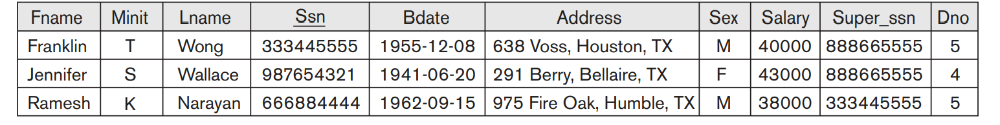 Fname Minit Lname Ssn Bdate Address Sex Salary Super_ssn Dno
Franklin T Wong 333445555 1955-12-08 638 Voss, Houston, TX M 40000 888665555 5
Jennifer S Wallace 987654321 1941-06-20 291 Berry, Bellaire, TX F 43000 888665555 4
Ramesh K Narayan 666884444 1962-09-15 975 Fire Oak, Humble, TX M 38000 333445555 5